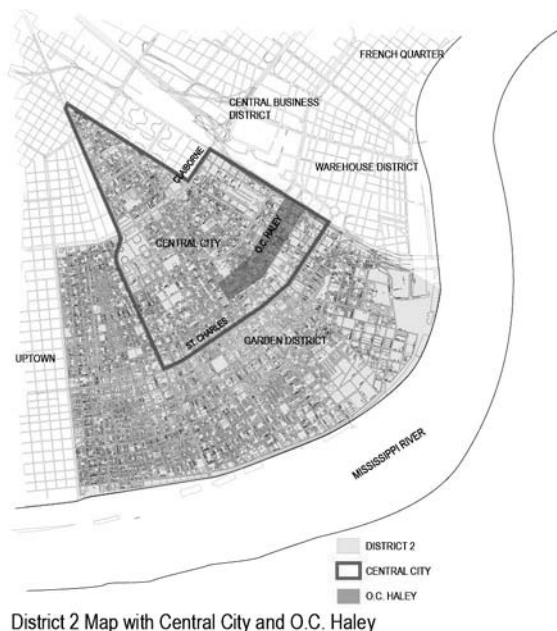 FRENCH QUARTER
CENTRAL BUSINESS
DISTRICT
CLAIBORNE
WAREHOUSE DISTRICT
CENTRAL CITY
O.C. HALEY
ST. CHARLES
GARDEN DISTRICT
UPTOWN
MISSISSIPPI RIVER
DISTRICT 2
CENTRAL CITY
O.C. HALEY
District 2 Map with Central City and O.C. Haley